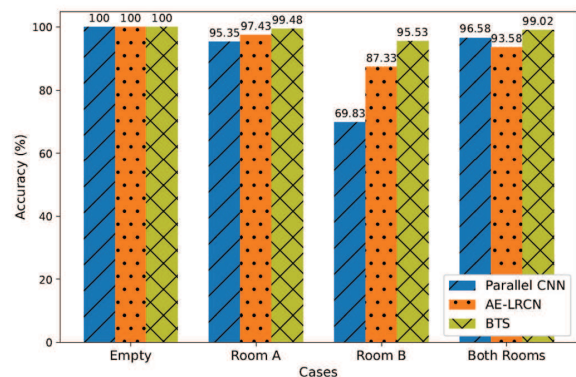 100 100 100
95.35 97.43 99.48
69.83 87.33 95.53
96.58 93.58 99.02
Accuracy (%)
100
80
60
40
20
0
Empty Room A Room B Both Rooms
Cases
Parallel CNN
AE-LRCN
BTS